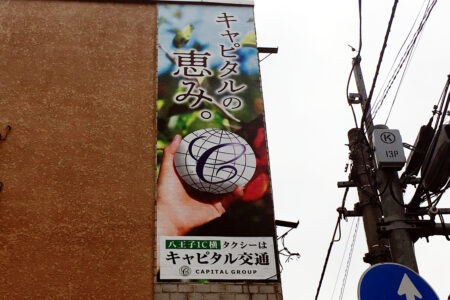 キャピタルの
恵み。
八王子IC横 タクシーは
キャピタル交通
CAPITAL GROUP
K
13P